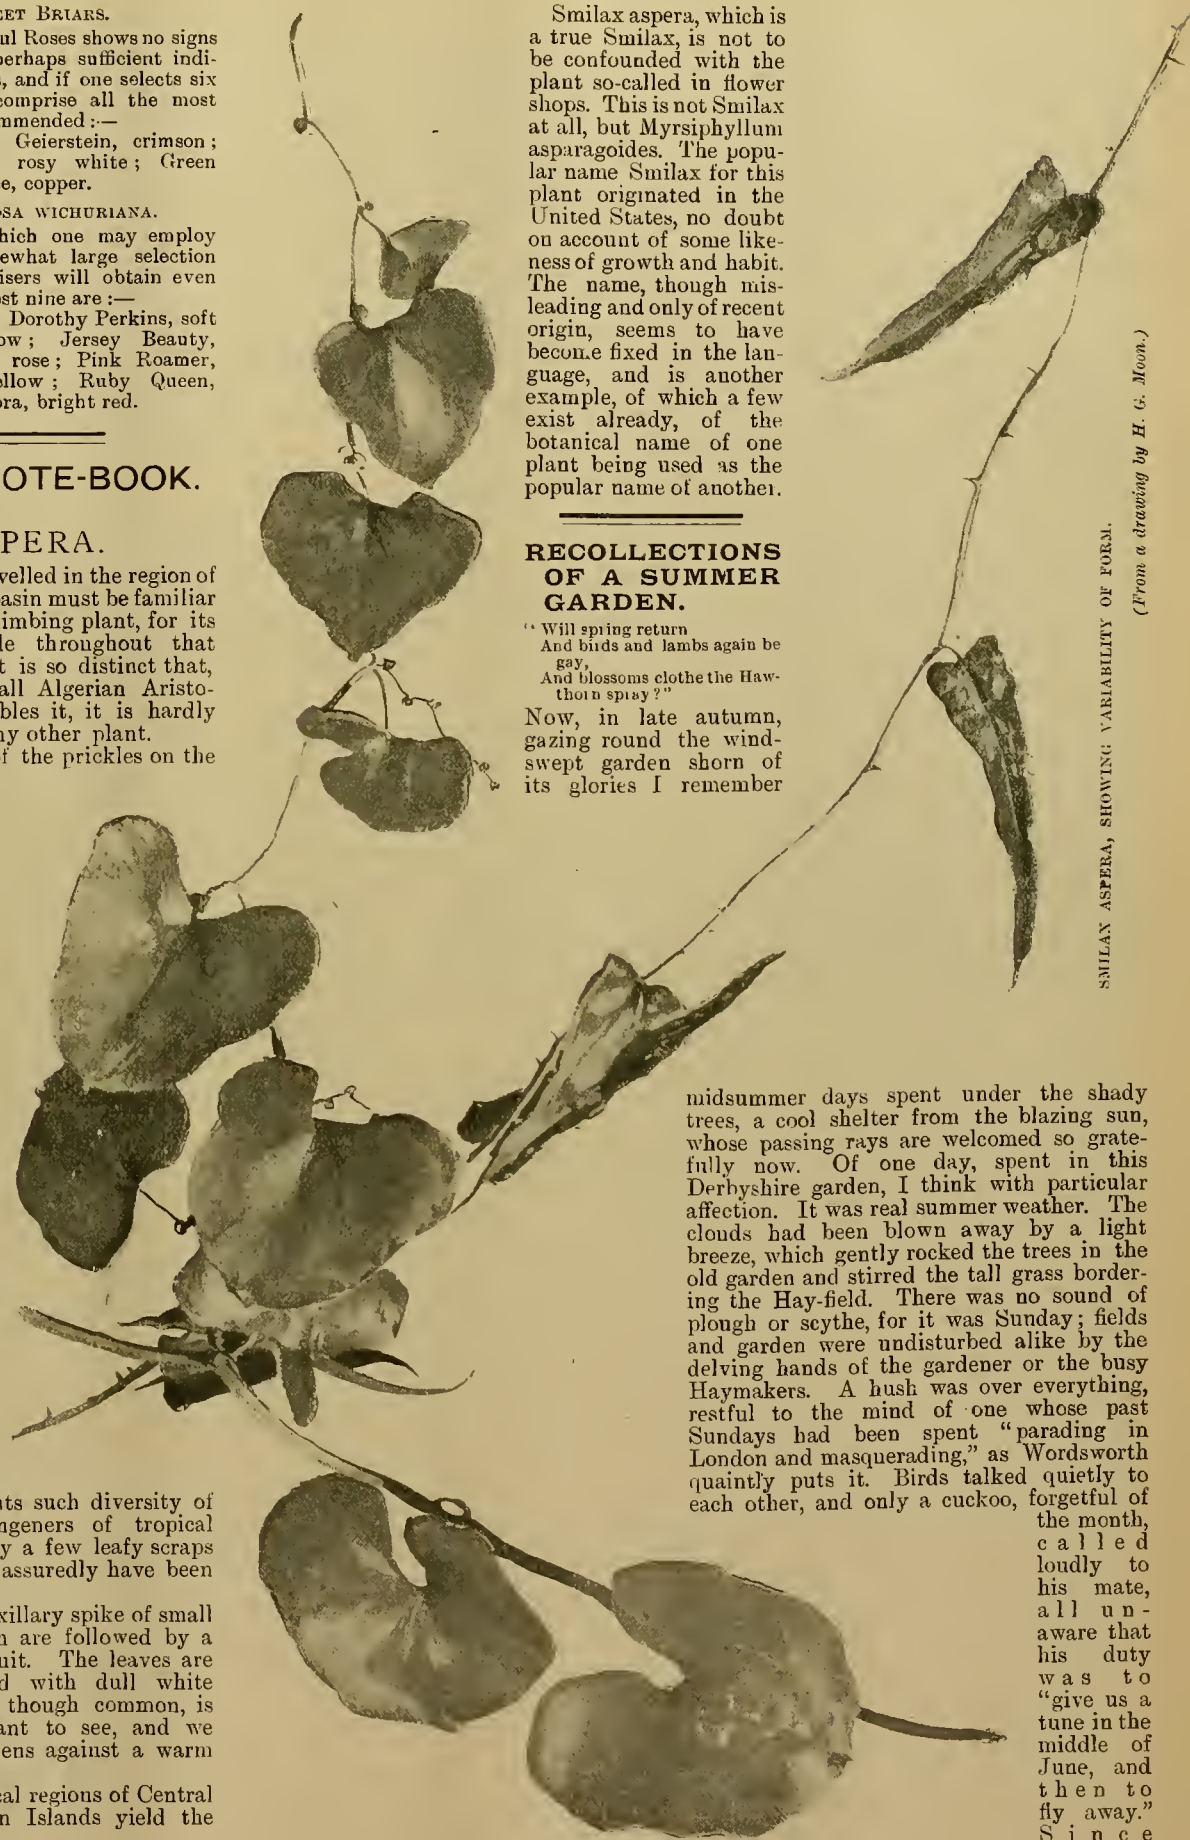 EET BRIARS.
ul Roses shows no signs
perhaps sufficient indi-
s, and if one selects six
comprise all the most
mmended :—
Geierstein, crimson ;
rosy white ; Green
e, copper.
SA WICHURIANA.
hich one may employ
ewhat large selection
isers will obtain even
st nine are :—
Dorothy Perkins, soft
ow ; Jersey Beauty,
rose ; Pink Roamer,
llow ; Ruby Queen,
ora, bright red.
OTE-BOOK.
PERA.
velled in the region of
asin must be familiar
limbing plant, for its
le throughout that
t is so distinct that,
all Algerian Aristo-
bles it, it is hardly
ny other plant.
f the prickles on the
nts such diversity of
ngeners of tropical
y a few leafy scraps
assuredly have been
xillary spike of small
h are followed by a
uit. The leaves are
d with dull white
though common, is
ant to see, and we
ens against a warm
cal regions of Central
n Islands yield the
Smilax aspera, which is
a true Smilax, is not to
be confounded with the
plant so-called in flower
shops. This is not Smilax
at all, but Myrsiphyllum
asparagoides. The popu-
lar name Smilax for this
plant originated in the
United States, no doubt
on account of some like-
ness of growth and habit.
The name, though mis-
leading and only of recent
origin, seems to have
become fixed in the lan-
guage, and is another
example, of which a few
exist already, of the
botanical name of one
plant being used as the
popular name of another.
RECOLLECTIONS
OF A SUMMER
GARDEN.
“ Will spring return
And birds and lambs again be
gay,
And blossoms clothe the Haw-
thorn spray ?”
Now, in late autumn,
gazing round the wind-
swept garden shorn of
its glories I remember
midsummer days spent under the shady
trees, a cool shelter from the blazing sun,
whose passing rays are welcomed so grate-
fully now. Of one day, spent in this
Derbyshire garden, I think with particular
affection. It was real summer weather. The
clouds had been blown away by a light
breeze, which gently rocked the trees in the
old garden and stirred the tall grass border-
ing the Hay-field. There was no sound of
plough or scythe, for it was Sunday ; fields
and garden were undisturbed alike by the
delving hands of the gardener or the busy
Haymakers. A hush was over everything,
restful to the mind of one whose past
Sundays had been spent “parading in
London and masquerading,” as Wordsworth
quaintly puts it. Birds talked quietly to
each other, and only a cuckoo, forgetful of
the month,
called
loudly to
his mate,
all un-
aware that
his duty
was to
“give us a
tune in the
middle of
June, and
then to
fly away.”
Since
SMILAX ASPERA, SHOWING VARIABILITY OF FORM.
(From a drawing by H. G. Moon.)